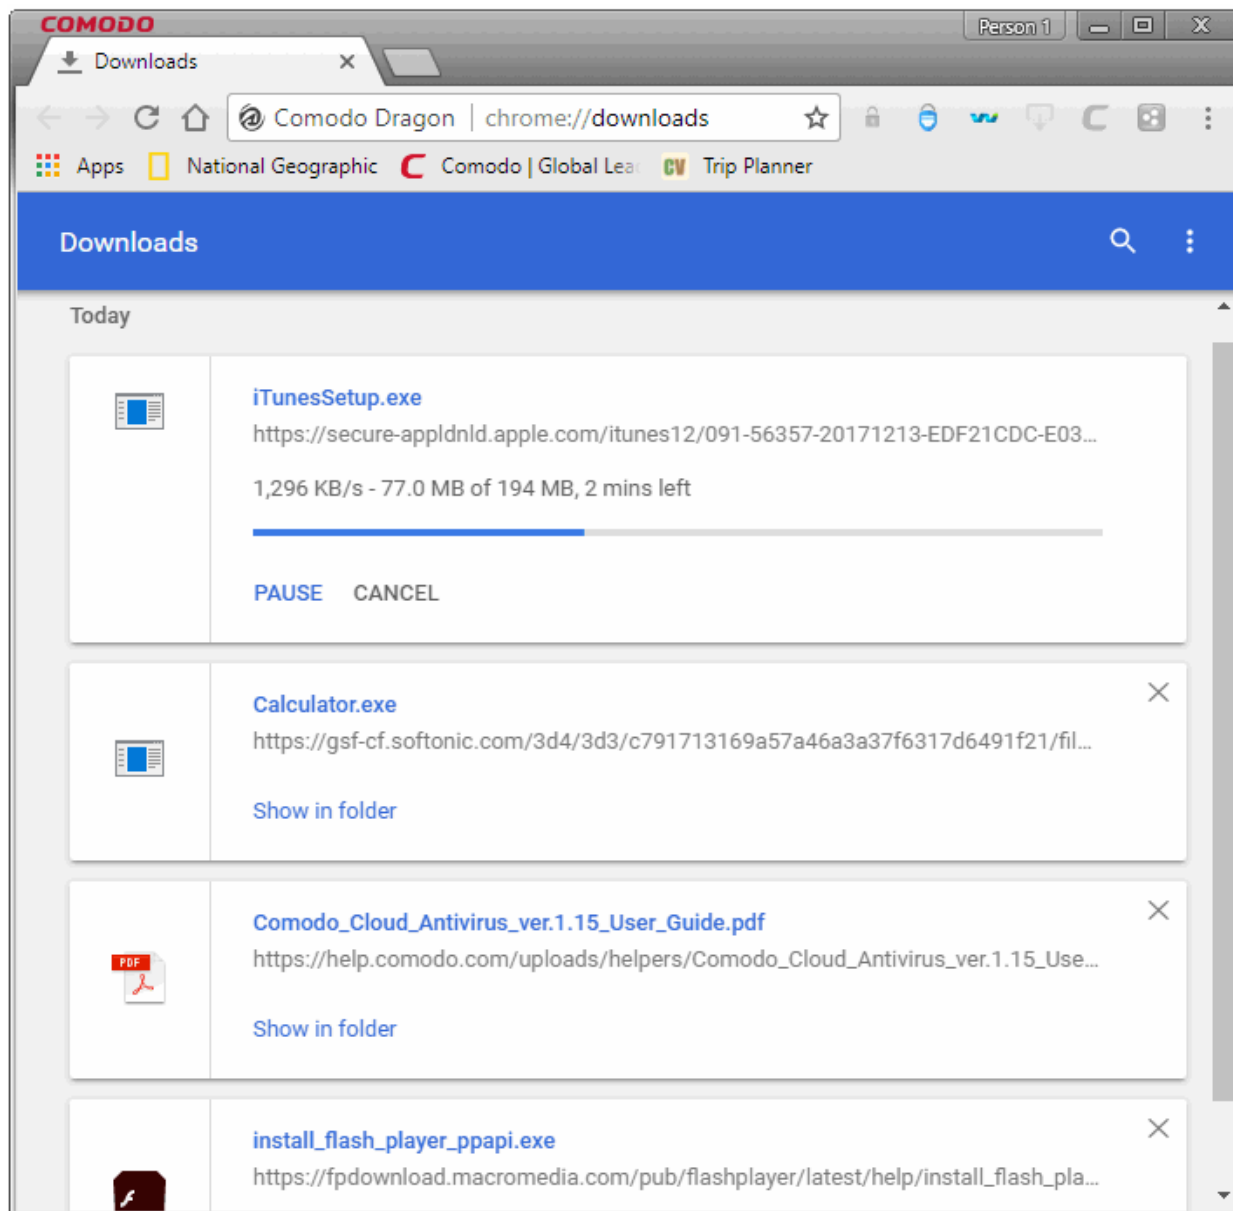 COMODO
Person 1
Downloads
Comodo Dragon | chrome://downloads
Apps National Geographic Comodo | Global Lea CV Trip Planner
Downloads
Today
iTunesSetup.exe
https://secure-appldnld.apple.com/itunes12/091-56357-20171213-EDF21CDC-E03...
1,296 KB/s - 77.0 MB of 194 MB, 2 mins left
PAUSE CANCEL
Calculator.exe
https://gsf-cf.softonic.com/3d4/3d3/c791713169a57a46a3a37f6317d6491f21/fil...
Show in folder
Comodo_Cloud_Antivirus_ver.1.15_User_Guide.pdf
PDF
https://help.comodo.com/uploads/helpers/Comodo_Cloud_Antivirus_ver.1.15_Use...
Show in folder
install_flash_player_ppapi.exe
https://fpdownload.macromedia.com/pub/flashplayer/latest/help/install_flash_pla...